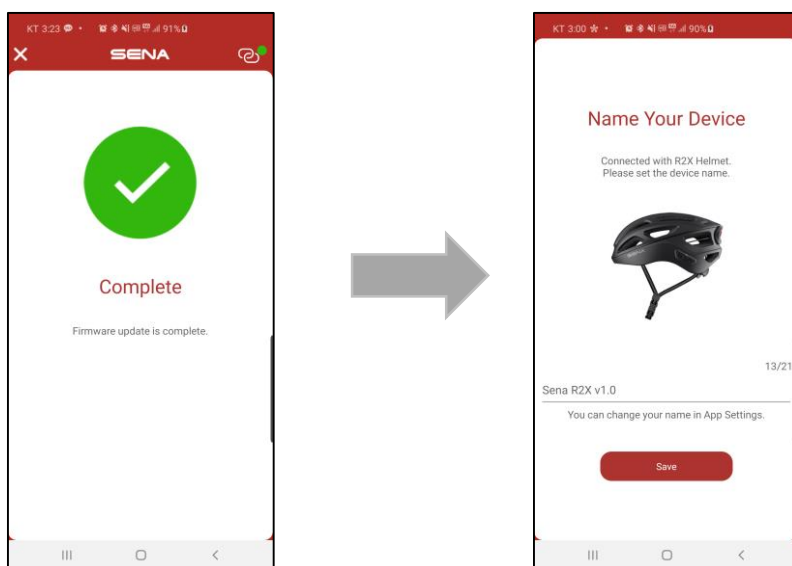 KT 3:23
91%
SENA
Complete
Firmware update is complete.
KT 3:00
90%
Name Your Device
Connected with R2X Helmet.
Please set the device name.
SENA
13/21
Sena R2X v1.0
You can change your name in App Settings.
Save